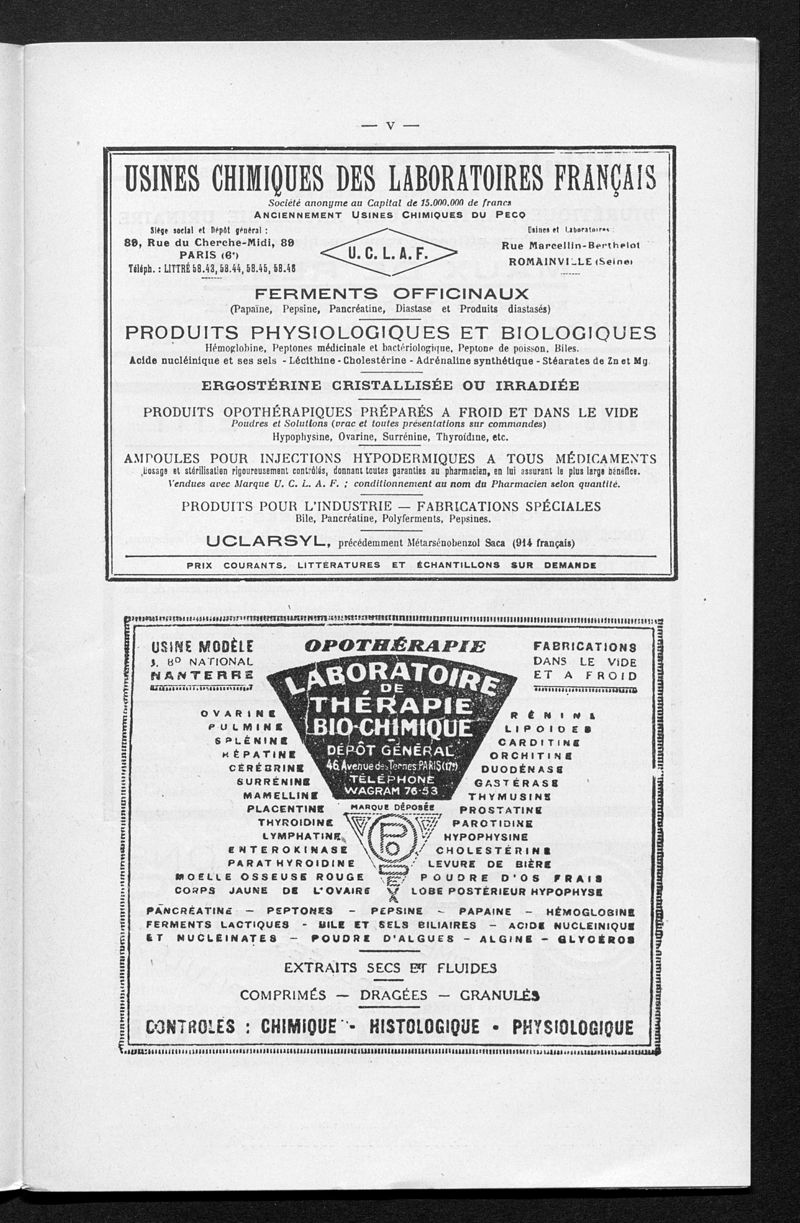 — V —
USINES CHIMIQUES DES LABORATOIRES FRANÇAIS
Société anonyme au Capital de 15.000.000 de francs
ANCIENNEMENT USINES CHIMIQUES DU PECQ
Siège social et Dépôt général :
89, Rue du Cherche-Midi, 89
PARIS (6e)
Téléph. : LITTRÉ 58.43, 58.44, 58.45, 58.46
U. C. L. A. F.
Usines et Laboratoires :
Rue Marcellin-Berthelot
ROMAINVILLE (Seine)
FERMENTS OFFICINAUX
(Papaïne, Pepsine, Pancréatine, Diastase et Produits diastasés)
PRODUITS PHYSIOLOGIQUES ET BIOLOGIQUES
Hémoglobine, Peptones médicinale et bactériologique, Peptone de poisson, Biles.
Acide nucléinique et ses sels - Lécithine - Cholestérine - Adrénaline synthétique - Stéarates de Zn et Mg.
ERGOSTÉRINE CRISTALLISÉE OU IRRADIÉE
PRODUITS OPOTHÉRAPIQUES PRÉPARÉS A FROID ET DANS LE VIDE
Poudres et Solutions (vrac et toutes présentations sur commandes)
Hypophysine, Ovarine, Surrénine, Thyroïdine, etc.
AMPOULES POUR INJECTIONS HYPODERMIQUES A TOUS MÉDICAMENTS
Dosage et stérilisation rigoureusement contrôlés, donnant toutes garanties au pharmacien, en lui assurant le plus large bénéfice.
Vendues avec Marque U. C. L. A. F. ; conditionnement au nom du Pharmacien selon quantité.
PRODUITS POUR L'INDUSTRIE — FABRICATIONS SPÉCIALES
Bile, Pancréatine, Polyferments, Pepsines.
UCLARSYL, précédemment Métarsénobenzol Saca (914 français)
PRIX COURANTS, LITTÉRATURES ET ÉCHANTILLONS SUR DEMANDE
USINE MODÈLE
3, Bd NATIONAL
NANTERRE
OPOTHÉRAPIE
FABRICATIONS
DANS LE VIDE
ET A FROID
LABORATOIRE
DE
THÉRAPIE
BIO-CHIMIQUE
DÉPÔT GÉNÉRAL
46, Avenue des Ternes, PARIS (17e)
TÉLÉPHONE
WAGRAM 76-53
MARQUE DÉPOSÉE
OVARINE
PULMINE
SPLÉNINE
HÉPATINE
CÉRÉBRINE
SURRÉNINE
MAMELLINE
PLACENTINE
THYROIDINE
LYMPHATINE
ENTEROKINASE
PARATHYROIDINE
MOELLE OSSEUSE ROUGE
CORPS JAUNE DE L'OVAIRE
RÉNINE
LIPOIDES
CARDITINE
ORCHITINE
DUODÉNASE
GASTÉRASE
THYMUSINE
PROSTATINE
PAROTIDINE
HYPOPHYSINE
CHOLESTÉRINE
LEVURE DE BIÈRE
POUDRE D'OS FRAIS
LOBE POSTÉRIEUR HYPOPHYSE
PANCRÉATINE — PEPTONES — PEPSINE - PAPAINE — HÉMOGLOBINE
FERMENTS LACTIQUES - BILE ET SELS BILIAIRES - ACIDE NUCLEINIQUE
ET NUCLÉINATES — POUDRE D'ALGUES - ALGINE - GLYCÉROS
EXTRAITS SECS ET FLUIDES
COMPRIMÉS — DRAGÉES — GRANULÉS
CONTROLES : CHIMIQUE - HISTOLOGIQUE - PHYSIOLOGIQUE